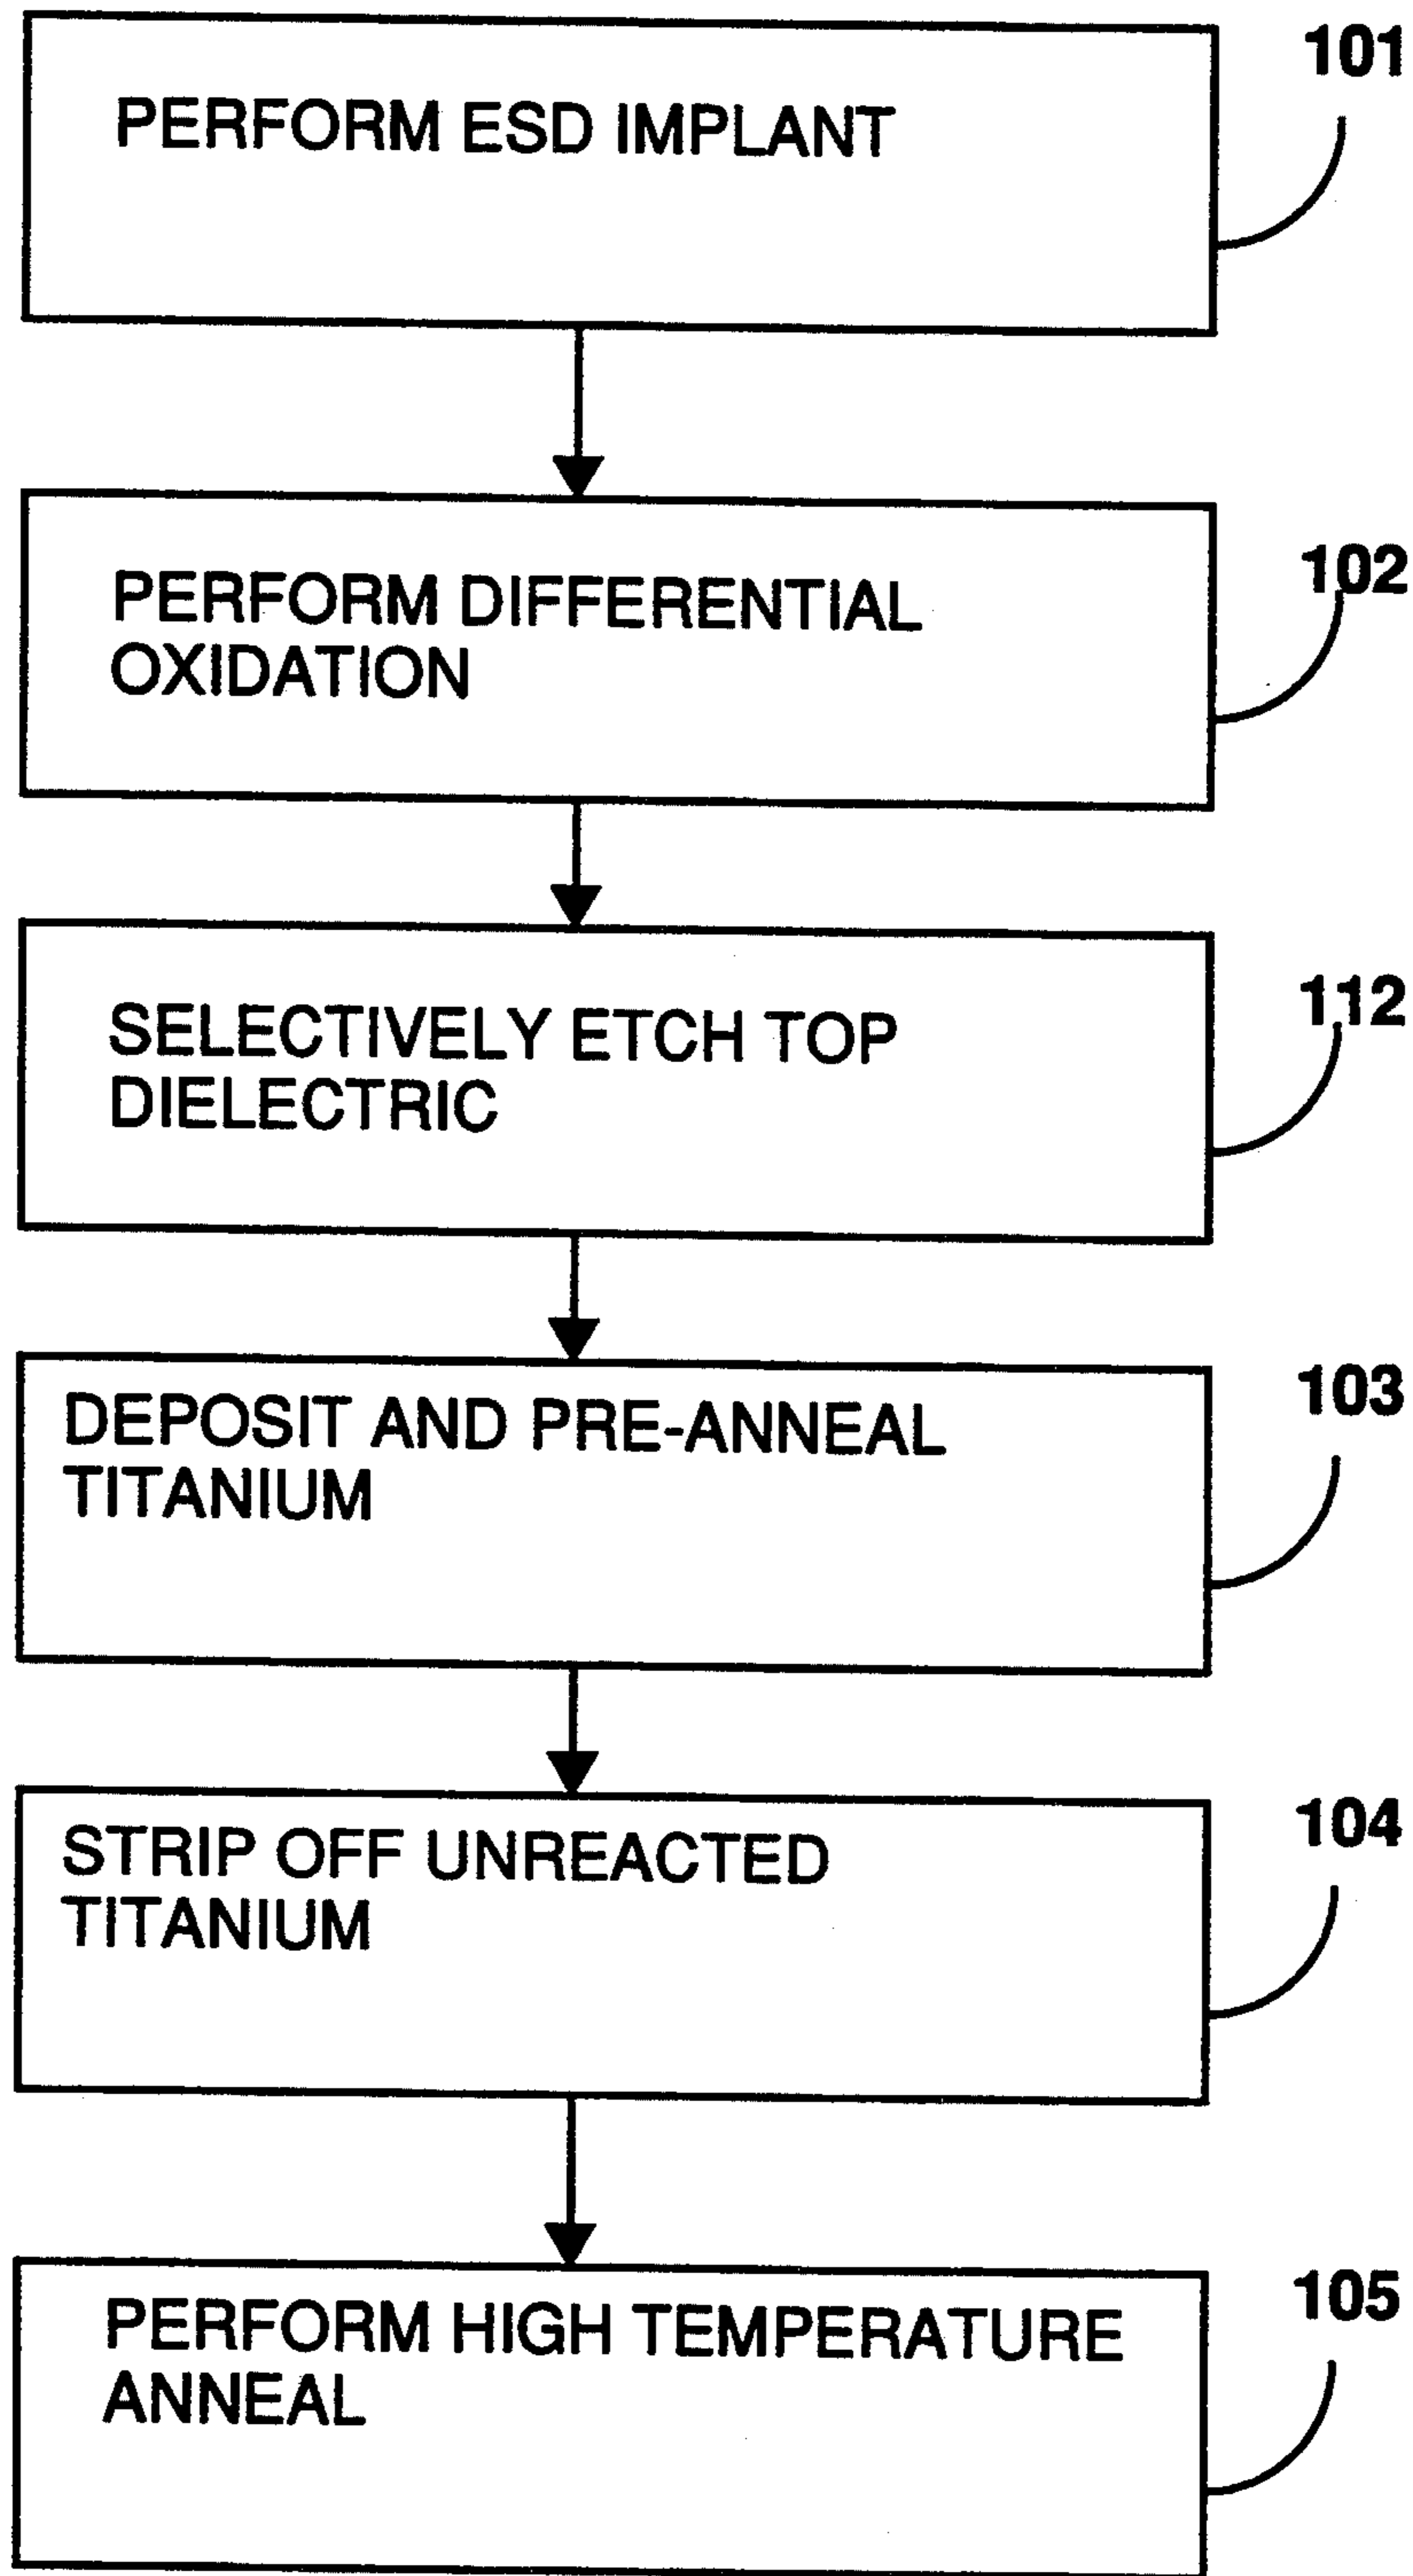 PERFORM ESD IMPLANT
101
PERFORM DIFFERENTIAL
OXIDATION
102
SELECTIVELY ETCH TOP
DIELECTRIC
112
DEPOSIT AND PRE-ANNEAL
TITANIUM
103
STRIP OFF UNREACTED
TITANIUM
104
PERFORM HIGH TEMPERATURE
ANNEAL
105